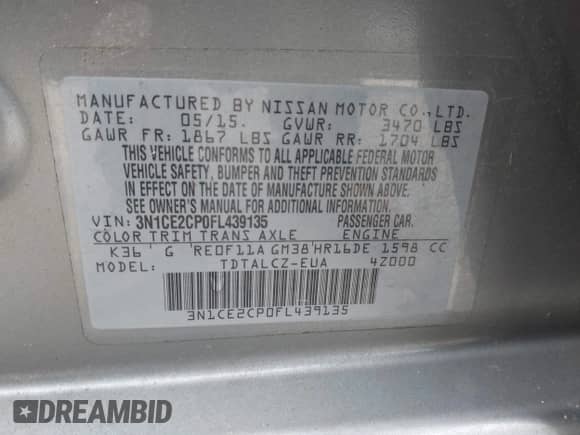 MANUFACTURED BY NISSAN MOTOR CO.,LTD.
DATE: 05/15. GVWR: 3470 LBS
GAWR FR: 1867 LBS GAWR RR: 1704 LBS
THIS VEHICLE CONFORMS TO ALL APPLICABLE FEDERAL MOTOR
VEHICLE SAFETY, BUMPER AND THEFT PREVENTION STANDARDS
IN EFFECT ON THE DATE OF MANUFACTURE SHOWN ABOVE.
SEE OWNER'S MANUAL FOR ADDITIONAL INFORMATION.
VIN: 3N1CE2CP0FL439135 PASSENGER CAR.
COLOR TRIM TRANS AXLE ENGINE
K36 G RE0F11A GM38 HR16DE 1598 CC
MODEL: TDTALCZ-EUA 4Z000
3N1CE2CP0FL439135
DREAMBID